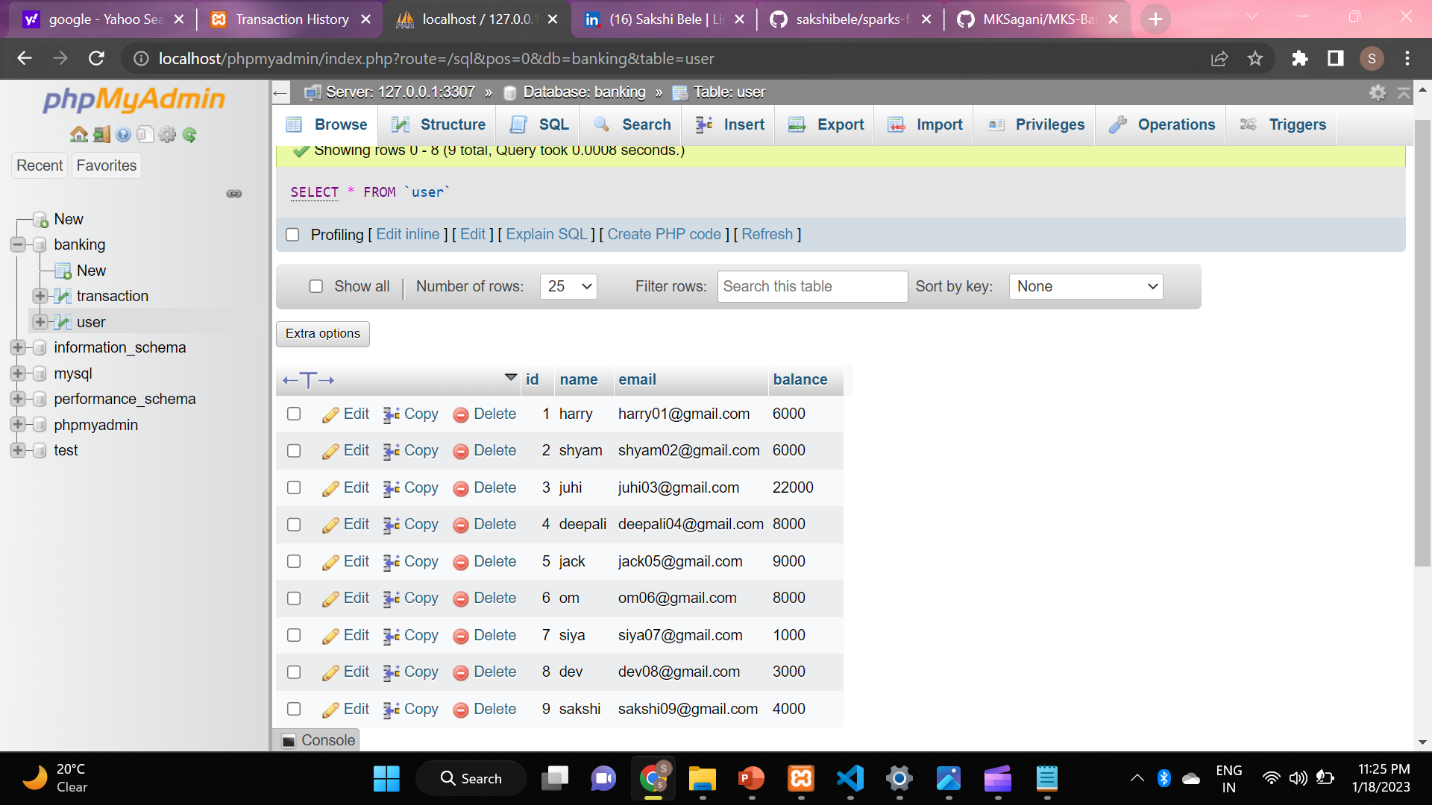 google - Yahoo Sea
Transaction History
localhost / 127.0.0.1
(16) Sakshi Bele | Lin
sakshibele/sparks-f
MKSagani/MKS-Ba
localhost/phpmyadmin/index.php?route=/sql&pos=0&db=banking&table=user
S
phpMyAdmin
Recent Favorites
New
banking
New
transaction
user
information_schema
mysql
performance_schema
phpmyadmin
test
Server: 127.0.0.1:3307 » Database: banking » Table: user
Browse Structure SQL Search Insert Export Import Privileges Operations Triggers
Showing rows 0 - 8 (9 total, Query took 0.0008 seconds.)
SELECT * FROM `user`
Profiling [ Edit inline ] [ Edit ] [ Explain SQL ] [ Create PHP code ] [ Refresh ]
Show all | Number of rows: 25 Filter rows: Search this table Sort by key: None
Extra options
id name email balance
Edit Copy Delete 1 harry harry01@gmail.com 6000
Edit Copy Delete 2 shyam shyam02@gmail.com 6000
Edit Copy Delete 3 juhi juhi03@gmail.com 22000
Edit Copy Delete 4 deepali deepali04@gmail.com 8000
Edit Copy Delete 5 jack jack05@gmail.com 9000
Edit Copy Delete 6 om om06@gmail.com 8000
Edit Copy Delete 7 siya siya07@gmail.com 1000
Edit Copy Delete 8 dev dev08@gmail.com 3000
Edit Copy Delete 9 sakshi sakshi09@gmail.com 4000
Console
20°C
Clear
Search
ENG
IN
11:25 PM
1/18/2023